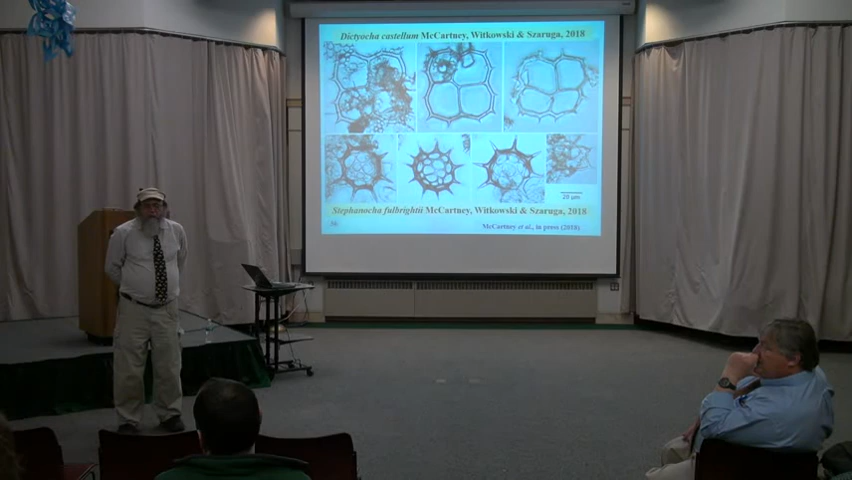 Dictyocha castellum McCartney, Witkowski & Szaruga, 2018
20 µm
Stephanocha fulbrightii McCartney, Witkowski & Szaruga, 2018
McCartney et al., in press (2018)